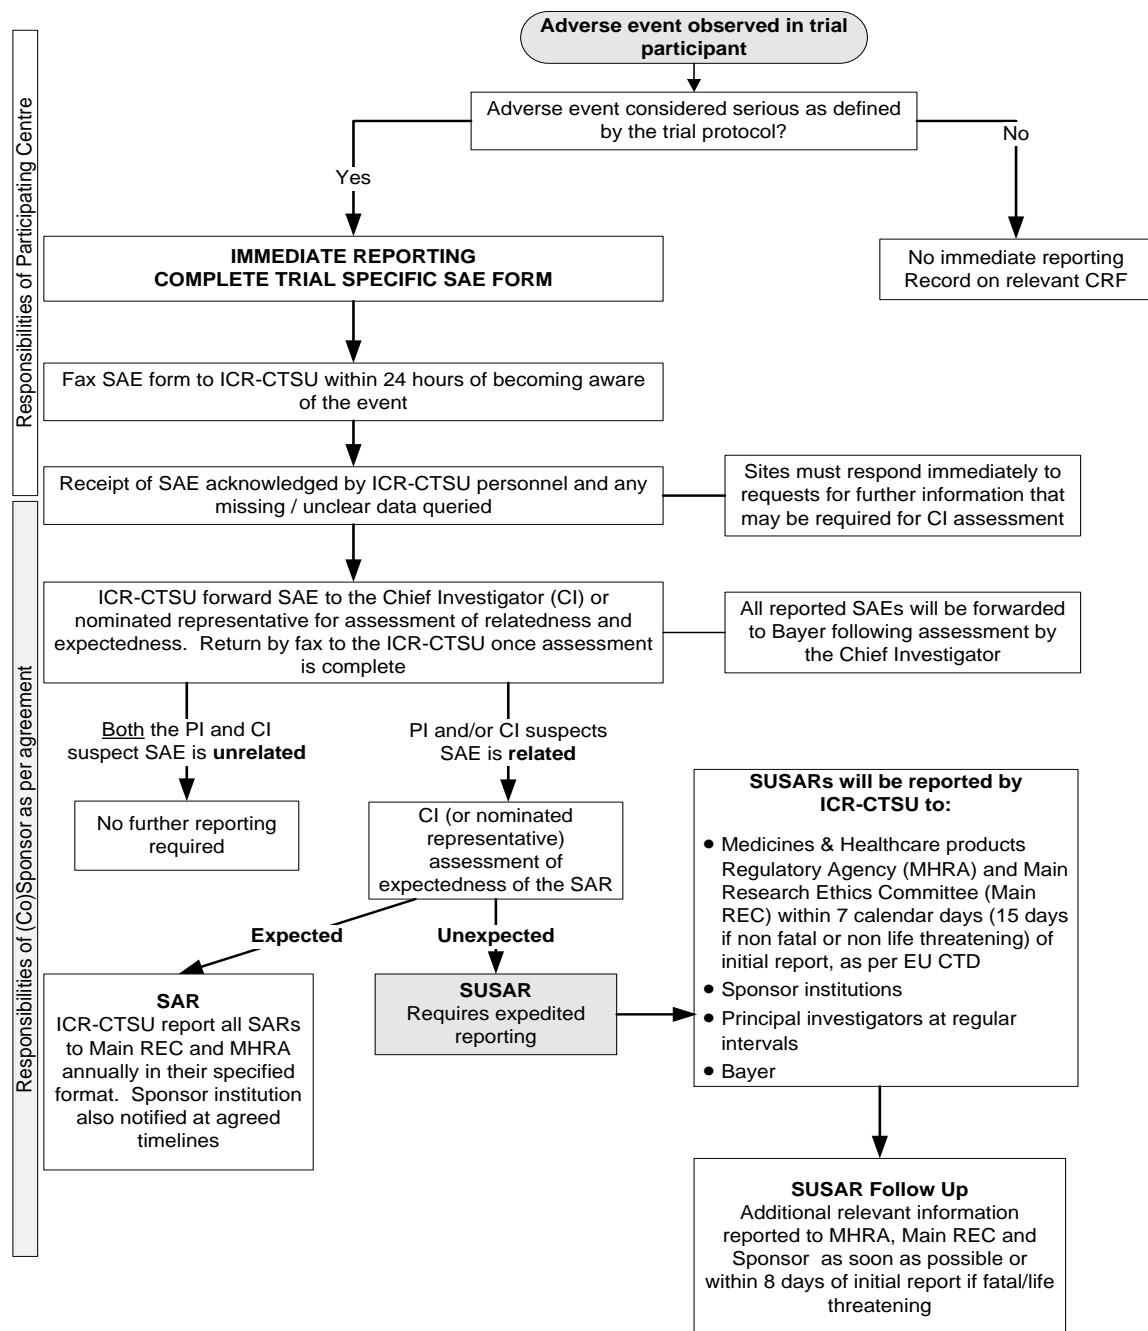 Adverse event observed in trial
participant
Adverse event considered serious as defined
by the trial protocol?
No
Yes
Responsibilities of Participating Centre
IMMEDIATE REPORTING
COMPLETE TRIAL SPECIFIC SAE FORM
No immediate reporting
Record on relevant CRF
Fax SAE form to ICR-CTSU within 24 hours of becoming aware
of the event
Receipt of SAE acknowledged by ICR-CTSU personnel and any
missing / unclear data queried
Sites must respond immediately to
requests for further information that
may be required for CI assessment
Responsibilities of (Co)Sponsor as per agreement
ICR-CTSU forward SAE to the Chief Investigator (CI) or
nominated representative for assessment of relatedness and
expectedness.  Return by fax to the ICR-CTSU once assessment
is complete
All reported SAEs will be forwarded
to Bayer following assessment by
the Chief Investigator
Both the PI and CI
suspect SAE is unrelated
PI and/or CI suspects
SAE is related
No further reporting
required
CI (or nominated
representative)
assessment of
expectedness of the SAR
Expected
Unexpected
SAR
ICR-CTSU report all SARs
to Main REC and MHRA
annually in their specified
format.  Sponsor institution
also notified at agreed
timelines
SUSAR
Requires expedited
reporting
SUSARs will be reported by
ICR-CTSU to:
• Medicines & Healthcare products
Regulatory Agency (MHRA) and Main
Research Ethics Committee (Main
REC) within 7 calendar days (15 days
if non fatal or non life threatening) of
initial report, as per EU CTD
• Sponsor institutions
• Principal investigators at regular
intervals
• Bayer
SUSAR Follow Up
Additional relevant information
reported to MHRA, Main REC and
Sponsor  as soon as possible or
within 8 days of initial report if fatal/life
threatening